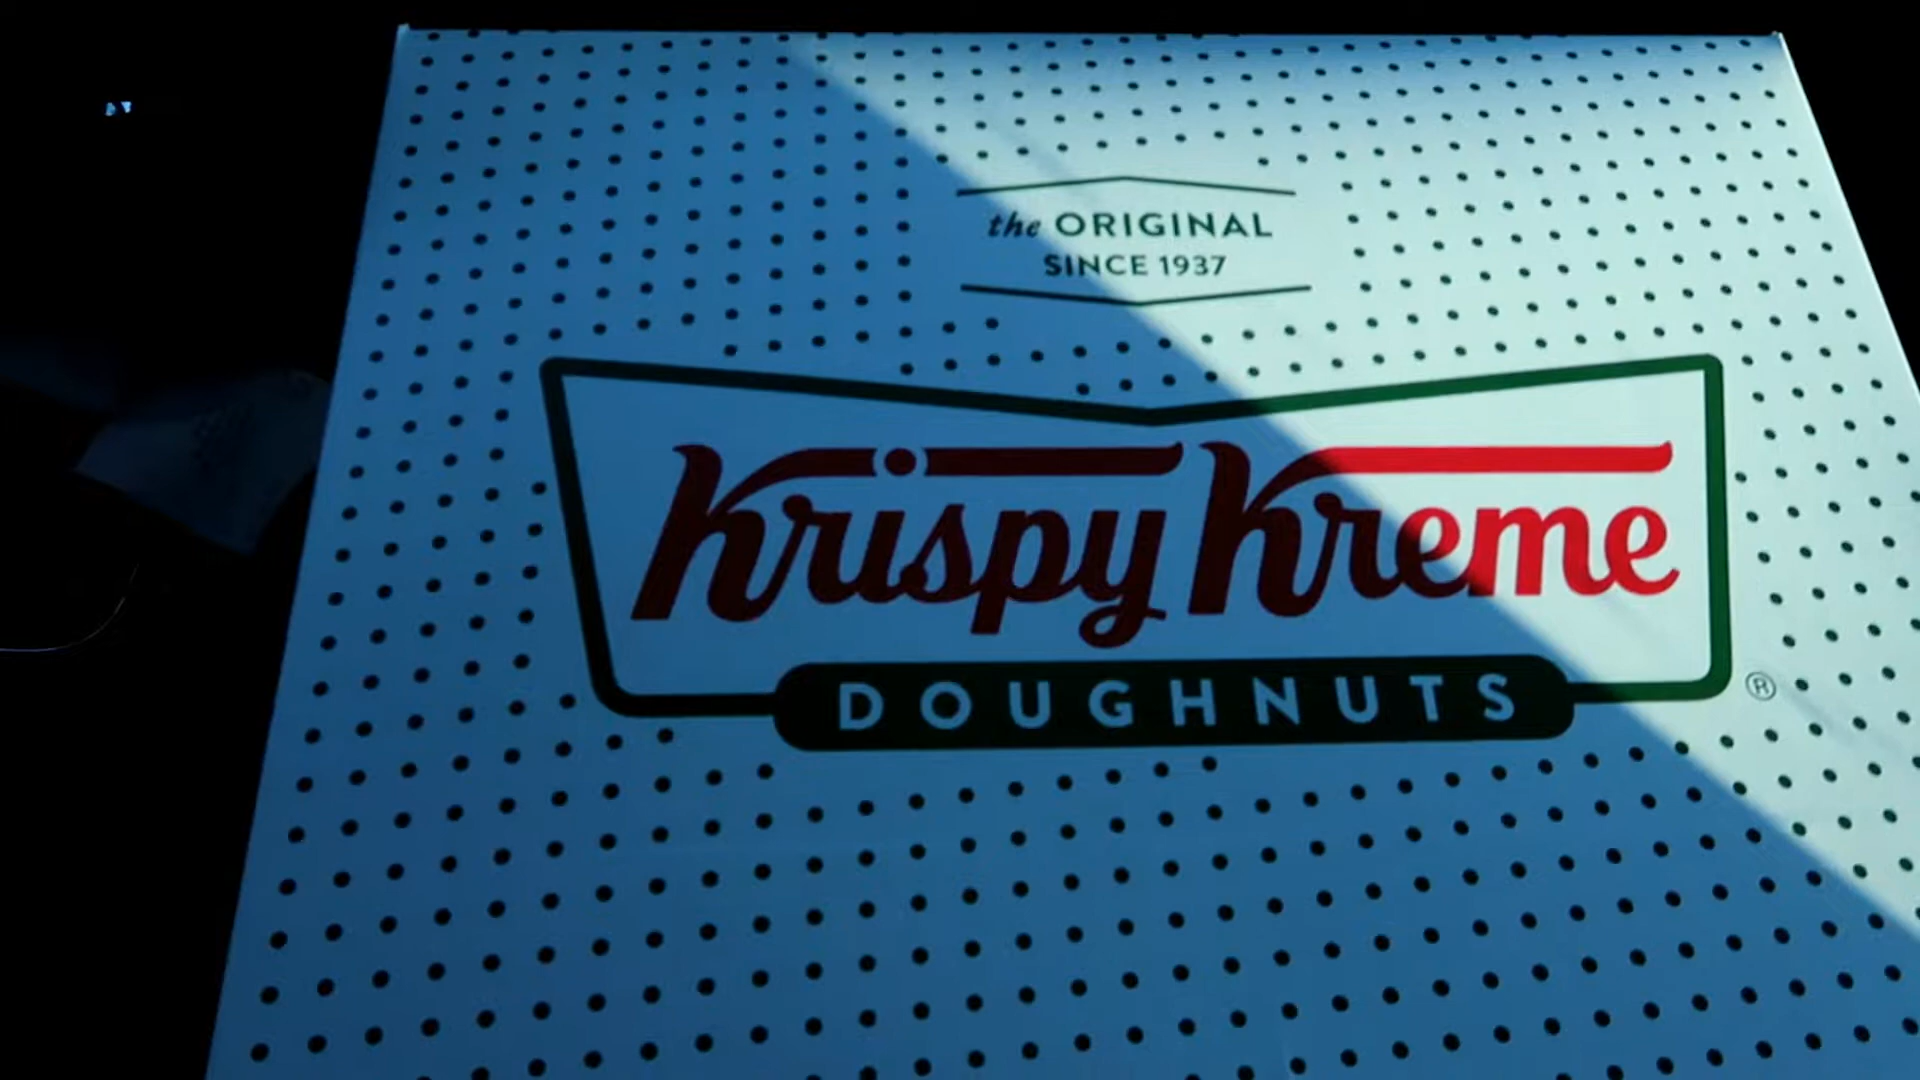 the ORIGINAL
SINCE 1937
Krispy Kreme
DOUGHNUTS
®